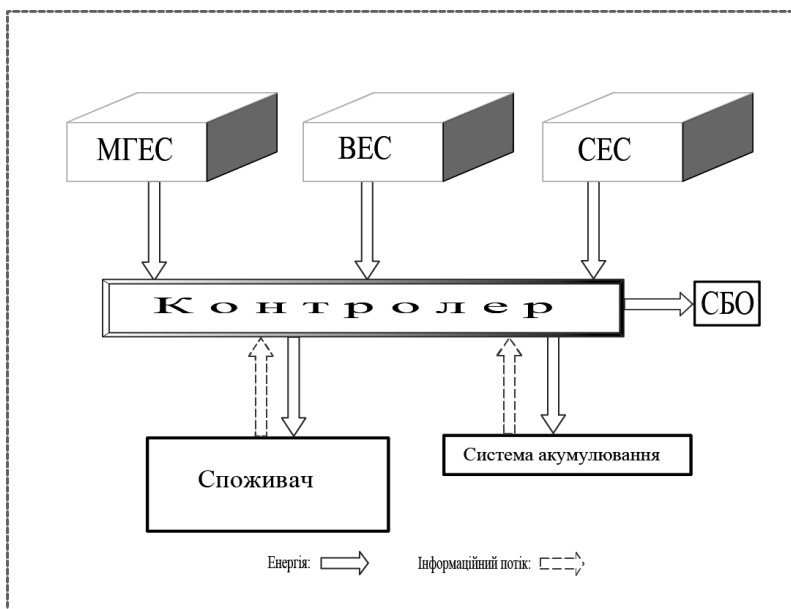 МГЕС
ВЕС
СЕС
Контролер
СБО
Споживач
Система акумулювання
Енергія:
Інформаційний потік: